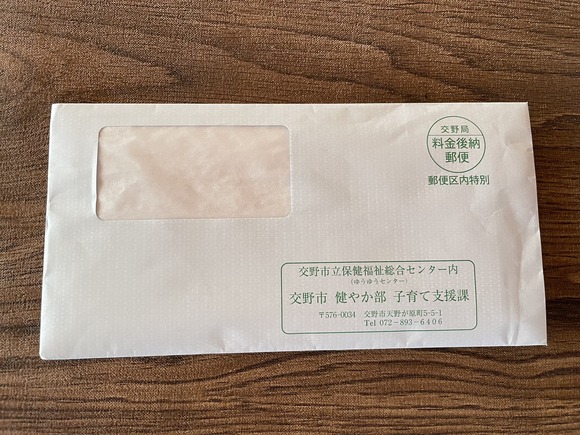 交野局
料金後納
郵便
郵便区内特別
交野市立保健福祉総合センター内
(ゆうゆうセンター)
交野市 健やか部 子育て支援課
〒576-0034 交野市天野が原町5-5-1
Tel 072-893-6406